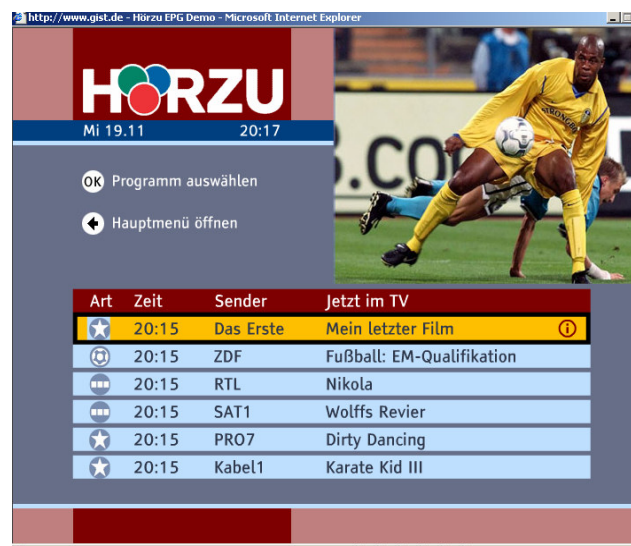 http://www.gist.de - Hörzu EPG Demo - Microsoft Internet Explorer
HÖRZU
Mi 19.11 20:17
OK Programm auswählen
Hauptmenü öffnen
Art Zeit Sender Jetzt im TV
20:15 Das Erste Mein letzter Film
20:15 ZDF Fußball: EM-Qualifikation
20:15 RTL Nikola
20:15 SAT1 Wolffs Revier
20:15 PRO7 Dirty Dancing
20:15 Kabel1 Karate Kid III